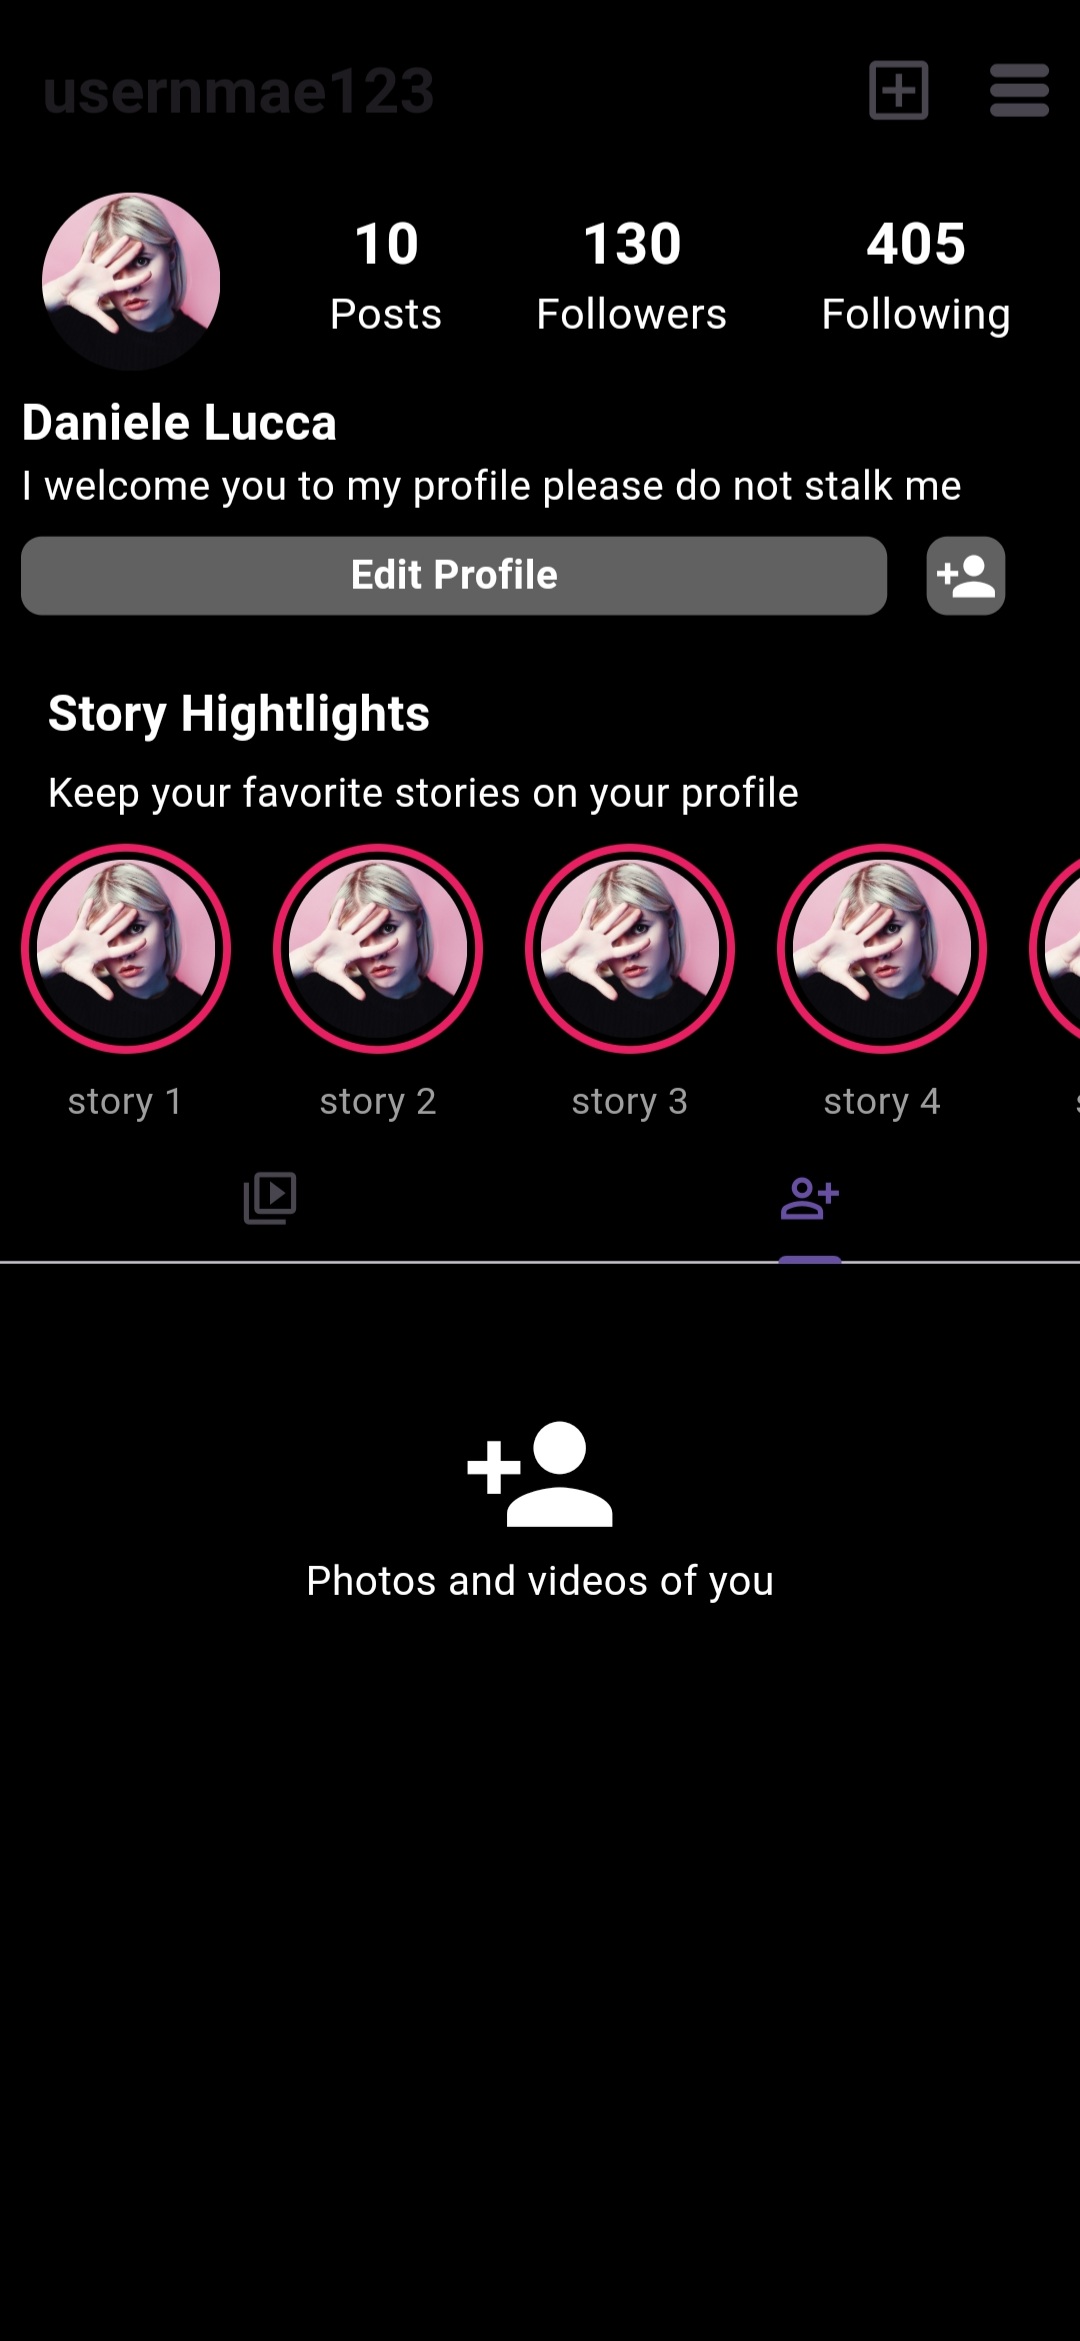 usernmae123
10 130 405
Posts Followers Following
Daniele Lucca
I welcome you to my profile please do not stalk me
Edit Profile
Story Hightlights
Keep your favorite stories on your profile
story 1 story 2 story 3 story 4
Photos and videos of you